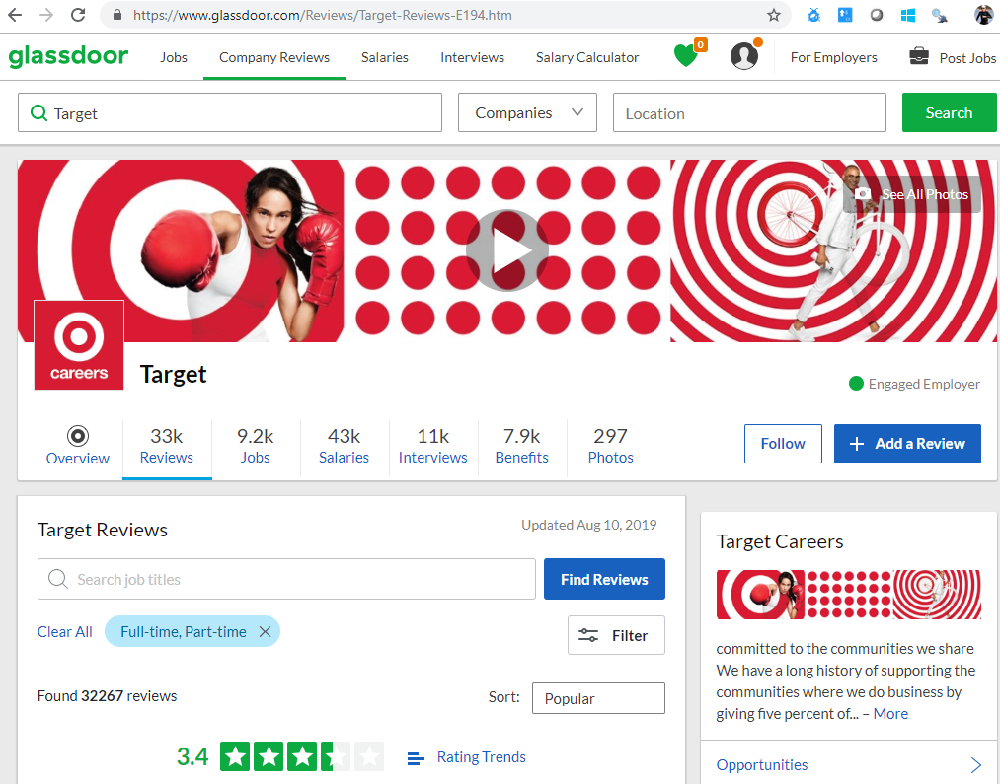 https://www.glassdoor.com/Reviews/Target-Reviews-E194.htm
glassdoor
Jobs
Company Reviews
Salaries
Interviews
Salary Calculator
0
For Employers
Post Jobs
Target
Companies
Location
Search
See All Photos
careers
Target
Engaged Employer
Overview
33k
Reviews
9.2k
Jobs
43k
Salaries
11k
Interviews
7.9k
Benefits
297
Photos
Follow
+ Add a Review
Target Reviews
Updated Aug 10, 2019
Search job titles
Find Reviews
Clear All
Full-time, Part-time
Filter
Found 32267 reviews
Sort:
Popular
3.4
Rating Trends
Target Careers
committed to the communities we share
We have a long history of supporting the
communities where we do business by
giving five percent of... – More
Opportunities